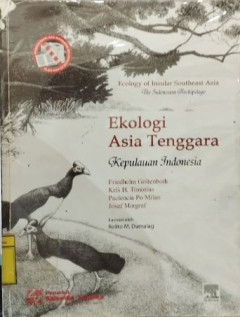 Ecology of Insular Southeast Asia
The Indonesian Archipelago
Ekologi
Asia Tenggara
Kepulauan Indonesia
Friedhelm Göltenboth
Kris H. Timotius
Paciencia Po Milan
Josef Margraf